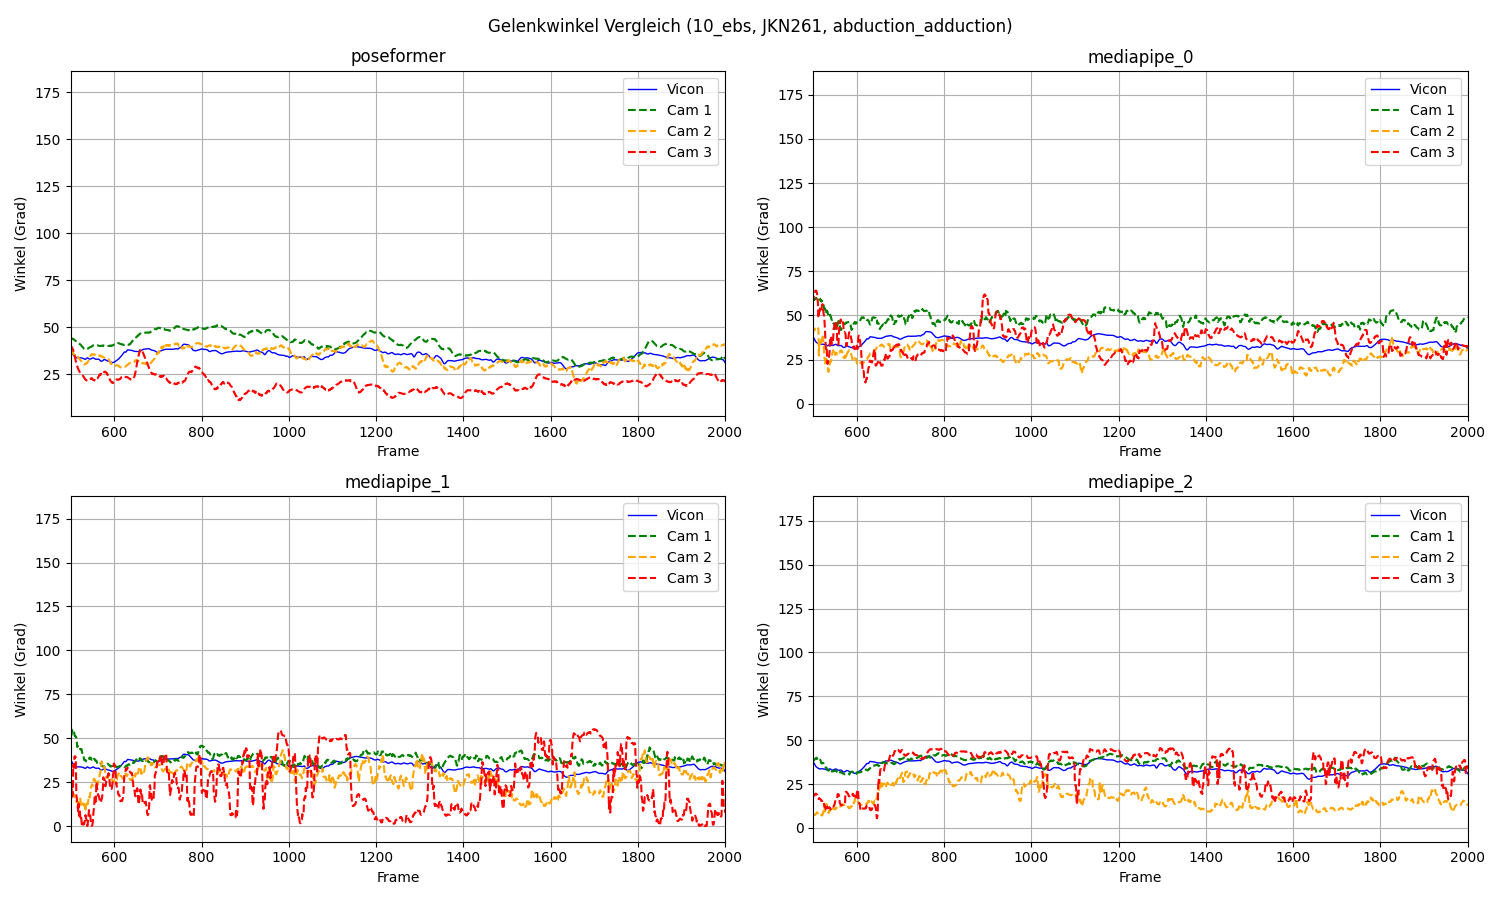 Gelenkwinkel Vergleich (10_ebs, JKN261, abduction_adduction)
poseformer
175
150
125
100
75
50
25
600 800 1000 1200 1400 1600 1800 2000
Winkel (Grad)
Frame
Vicon
Cam 1
Cam 2
Cam 3
mediapipe_0
175
150
125
100
75
50
25
0
600 800 1000 1200 1400 1600 1800 2000
Winkel (Grad)
Frame
Vicon
Cam 1
Cam 2
Cam 3
mediapipe_1
175
150
125
100
75
50
25
0
600 800 1000 1200 1400 1600 1800 2000
Winkel (Grad)
Frame
Vicon
Cam 1
Cam 2
Cam 3
mediapipe_2
175
150
125
100
75
50
25
0
600 800 1000 1200 1400 1600 1800 2000
Winkel (Grad)
Frame
Vicon
Cam 1
Cam 2
Cam 3